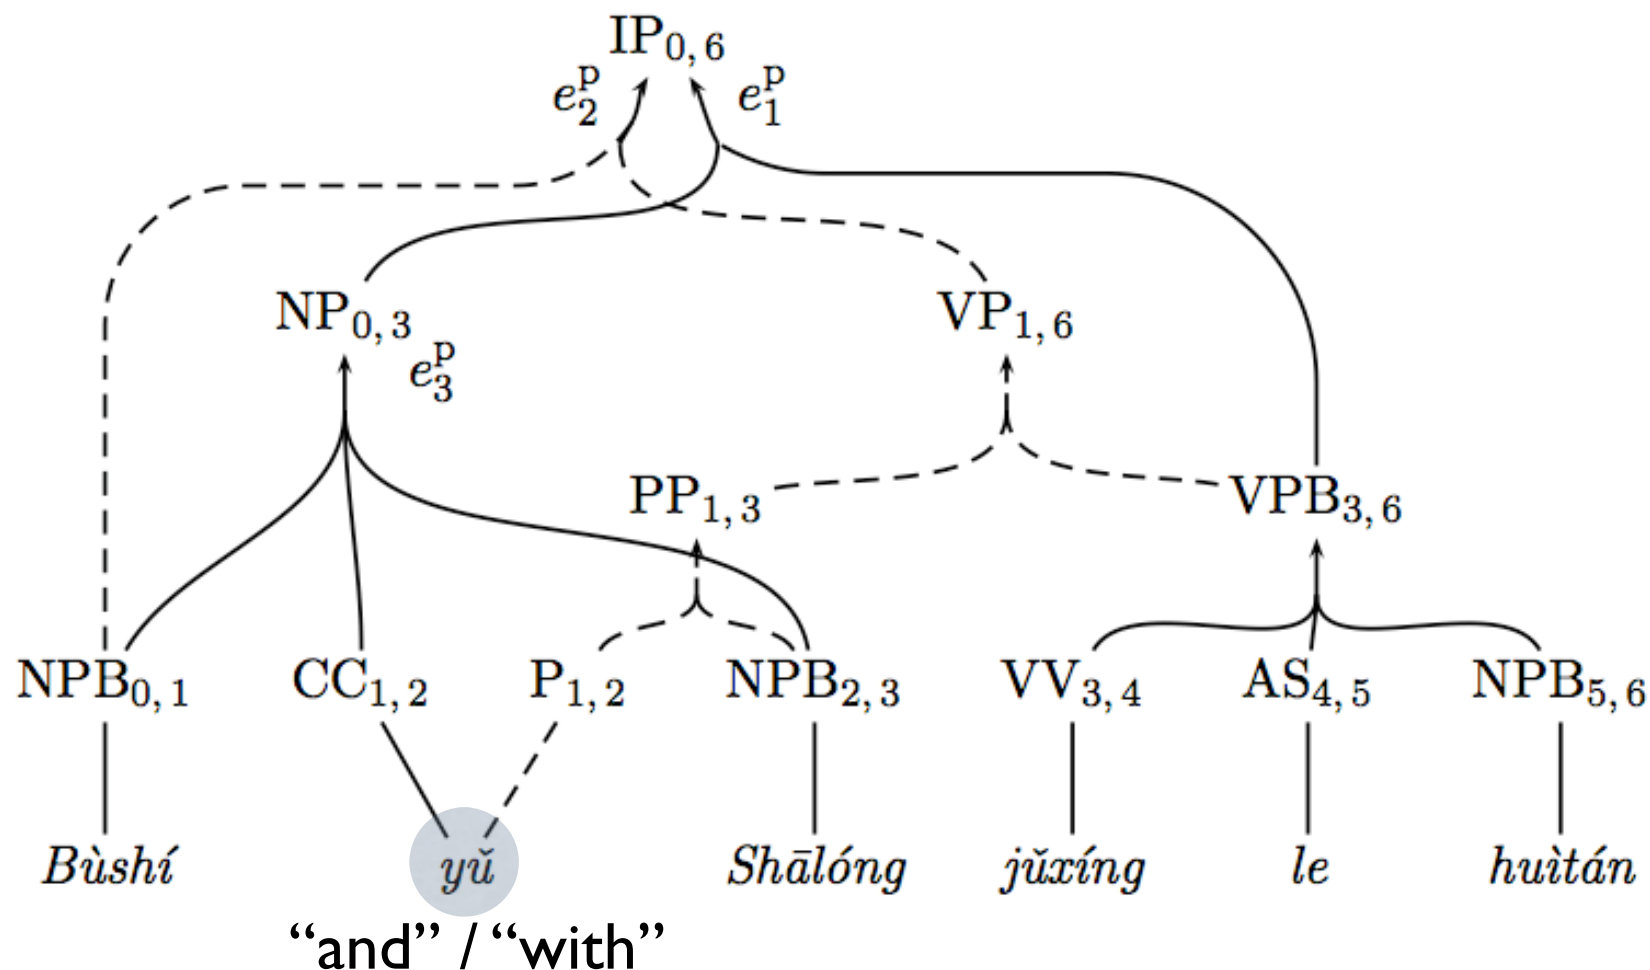 IP0,6
e2p e1p
NP0,3 VP1,6
e3p
PP1,3 VPB3,6
NPB0,1 CC1,2 P1,2 NPB2,3 VV3,4 AS4,5 NPB5,6
Bùshí yǔ Shālóng jǔxíng le huìtán
“and” / “with”